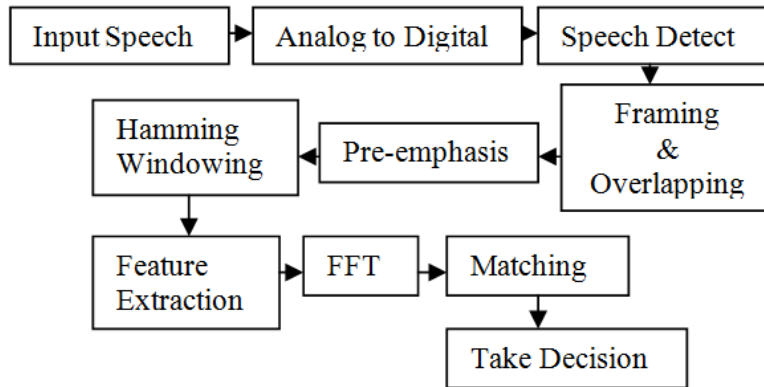 Input Speech
Analog to Digital
Speech Detect
Framing
&
Overlapping
Pre-emphasis
Hamming
Windowing
Feature
Extraction
FFT
Matching
Take Decision